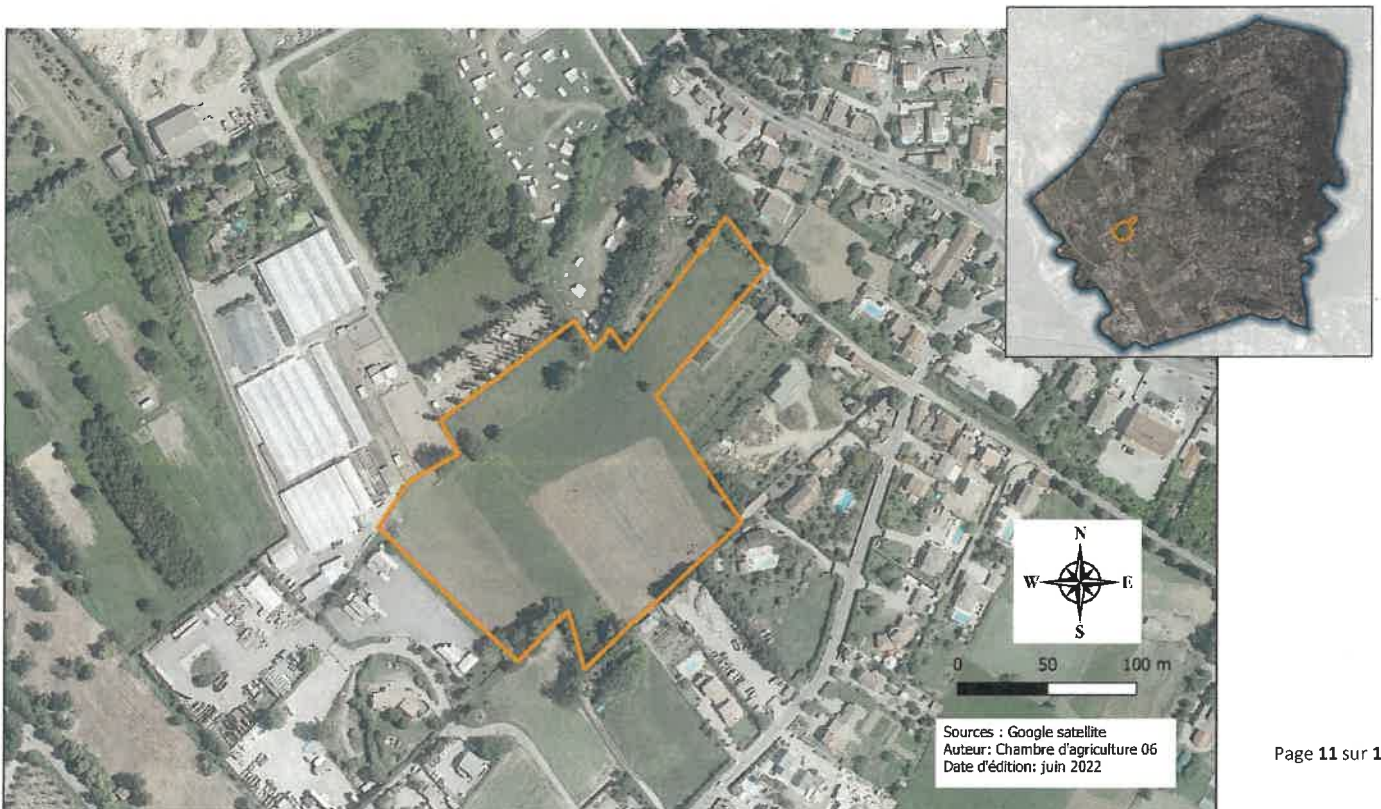 N
W E
S
0 50 100 m
Sources : Google satellite
Auteur: Chambre d'agriculture 06
Date d'édition: juin 2022
Page 11 sur 1